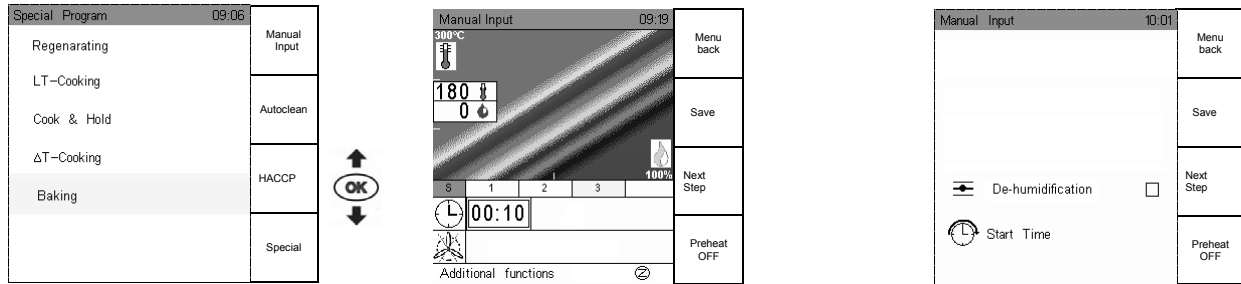 Special Program 09:06
Regenarating
LT-Cooking
Cook & Hold
ΔT-Cooking
Baking
Manual
Input
Autoclean
HACCP
Special
OK
Manual Input 09:19
300°C
180
0
100%
S 1 2 3
00:10
Additional functions
Menu
back
Save
Next
Step
Preheat
OFF
Manual Input 10:01
De-humidification
Start Time
Menu
back
Save
Next
Step
Preheat
OFF